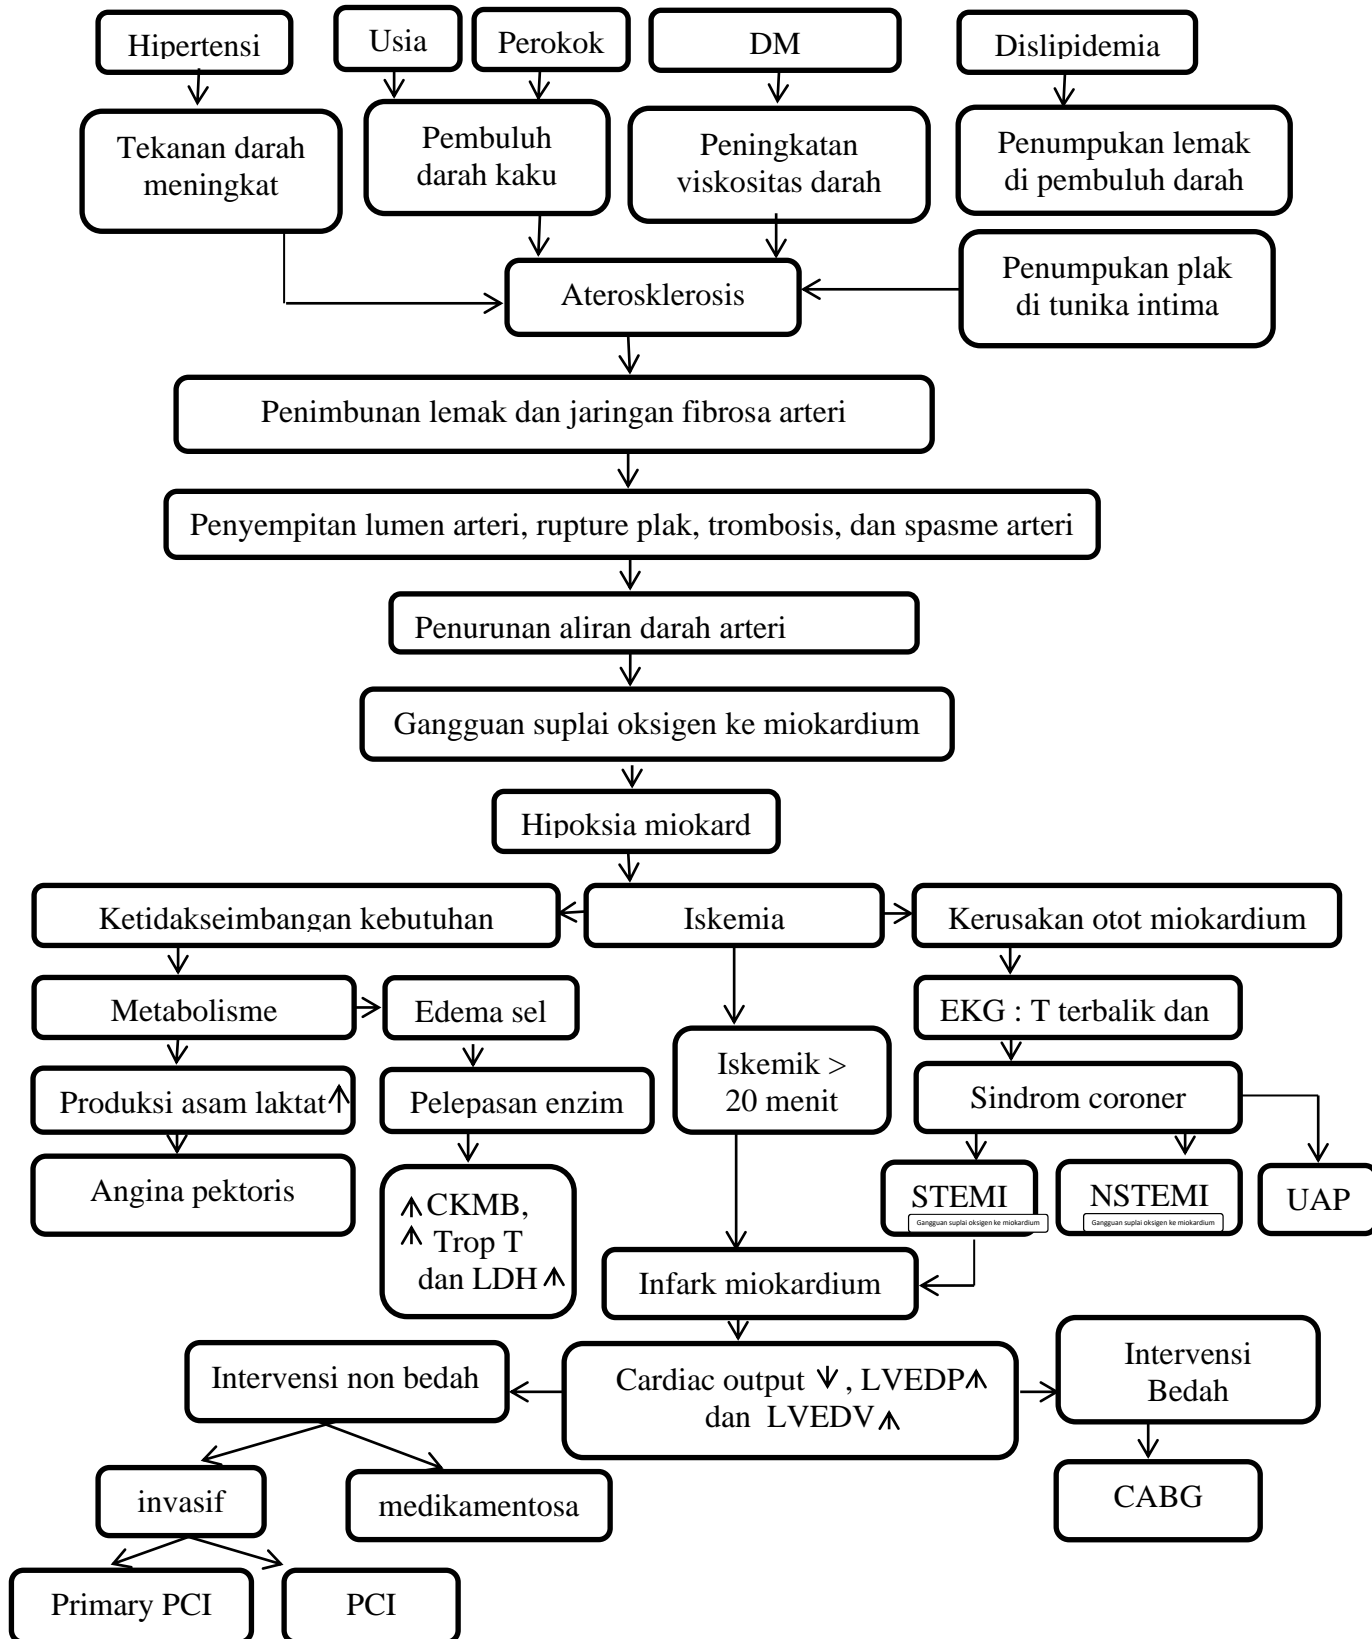 Hipertensi
Usia
Perokok
DM
Dislipidemia
Tekanan darah
meningkat
Pembuluh
darah kaku
Peningkatan
viskositas darah
Penumpukan lemak
di pembuluh darah
Aterosklerosis
Penumpukan plak
di tunika intima
Penimbunan lemak dan jaringan fibrosa arteri
Penyempitan lumen arteri, rupture plak, trombosis, dan spasme arteri
Penurunan aliran darah arteri
Gangguan suplai oksigen ke miokardium
Hipoksia miokard
Ketidakseimbangan kebutuhan
Iskemia
Kerusakan otot miokardium
Metabolisme
Edema sel
EKG : T terbalik dan
Iskemik >
20 menit
Produksi asam laktat↑
Pelepasan enzim
Sindrom coroner
Angina pektoris
↑ CKMB,
↑ Trop T
dan LDH ↑
STEMI
Gangguan suplai oksigen ke miokardium
NSTEMI
Gangguan suplai oksigen ke miokardium
UAP
Infark miokardium
Intervensi non bedah
Cardiac output ↓ , LVEDP↑
dan LVEDV ↑
Intervensi
Bedah
invasif
medikamentosa
CABG
Primary PCI
PCI